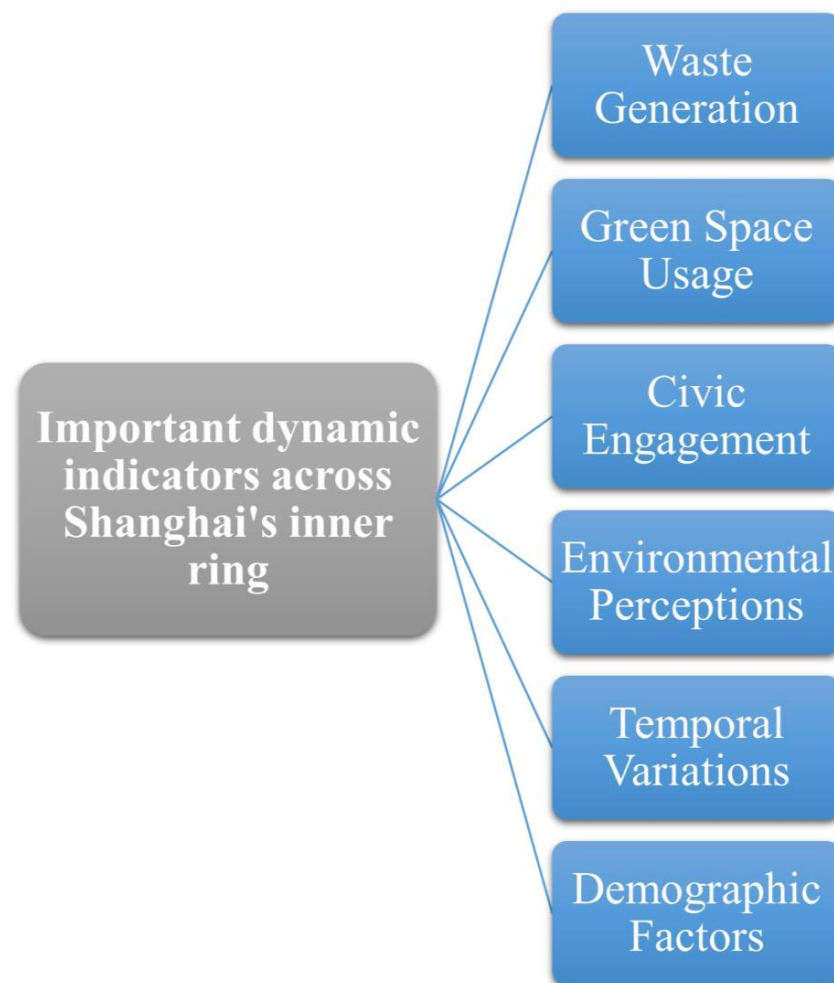 Waste
Generation
Green Space
Usage
Civic
Engagement
Important dynamic
indicators across
Shanghai's inner
ring
Environmental
Perceptions
Temporal
Variations
Demographic
Factors